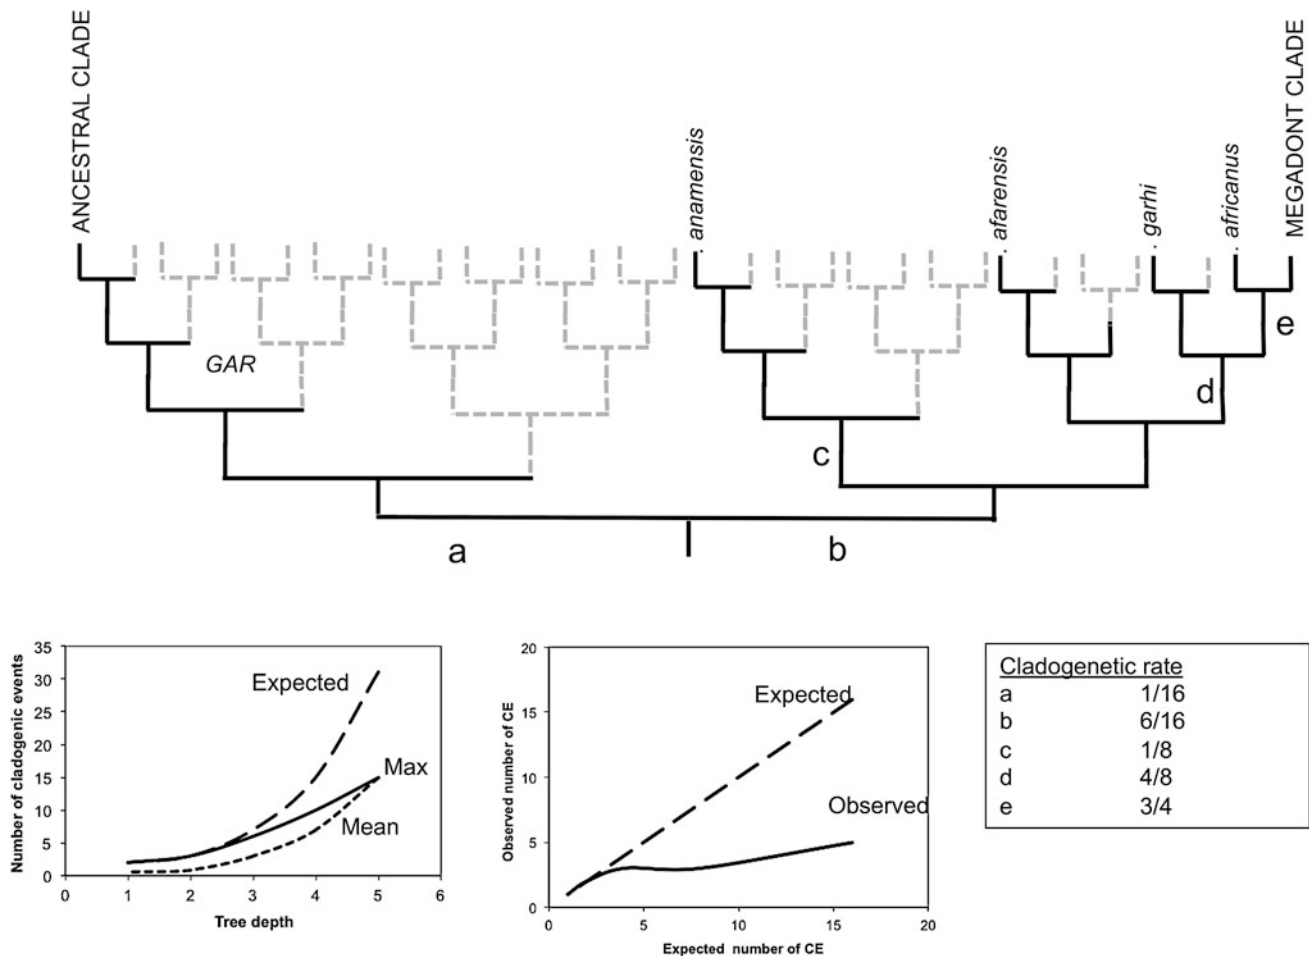 ANCESTRAL CLADE
. anamensis
. afarensis
. garhi
. africanus
MEGADONT CLADE
GAR
e
d
c
a
b
35
30
25
20
15
10
5
0
0
1
2
3
4
5
6
Number of cladogenic events
Tree depth
Expected
Max
Mean
20
15
10
5
0
0
5
10
15
20
Observed number of CE
Expected number of CE
Expected
Observed
Cladogenetic rate
a 1/16
b 6/16
c 1/8
d 4/8
e 3/4